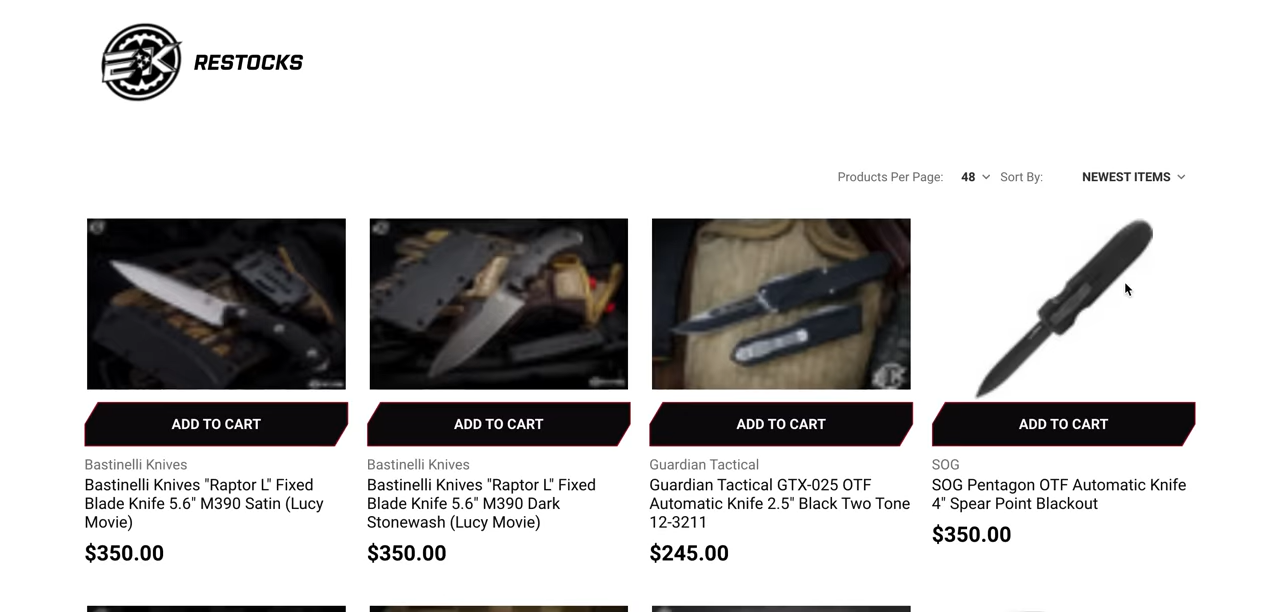 EK RESTOCKS
Products Per Page: 48 Sort By: NEWEST ITEMS
ADD TO CART
ADD TO CART
ADD TO CART
ADD TO CART
Bastinelli Knives
Bastinelli Knives "Raptor L" Fixed
Blade Knife 5.6" M390 Satin (Lucy
Movie)
$350.00
Bastinelli Knives
Bastinelli Knives "Raptor L" Fixed
Blade Knife 5.6" M390 Dark
Stonewash (Lucy Movie)
$350.00
Guardian Tactical
Guardian Tactical GTX-025 OTF
Automatic Knife 2.5" Black Two Tone
12-3211
$245.00
SOG
SOG Pentagon OTF Automatic Knife
4" Spear Point Blackout
$350.00